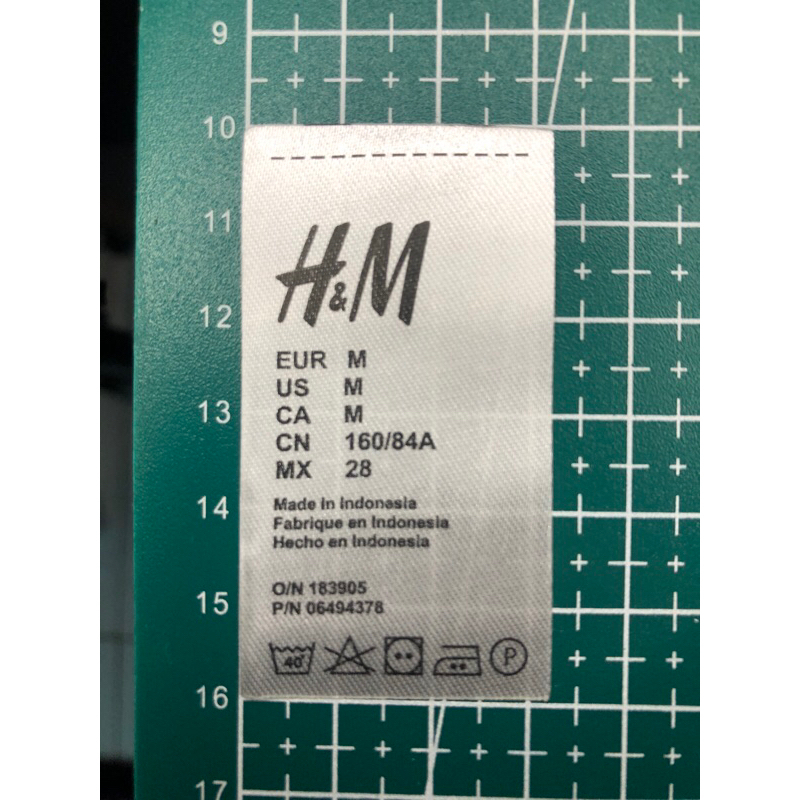 9
10
H&M
11
12
EUR M
US M
CA M
13
CN 160/84A
MX 28
Made In Indonesia
14
Fabrique en Indonesia
Hecho en Indonesia
O/N 183905
15
P/N 06494378
40°
P
16
17